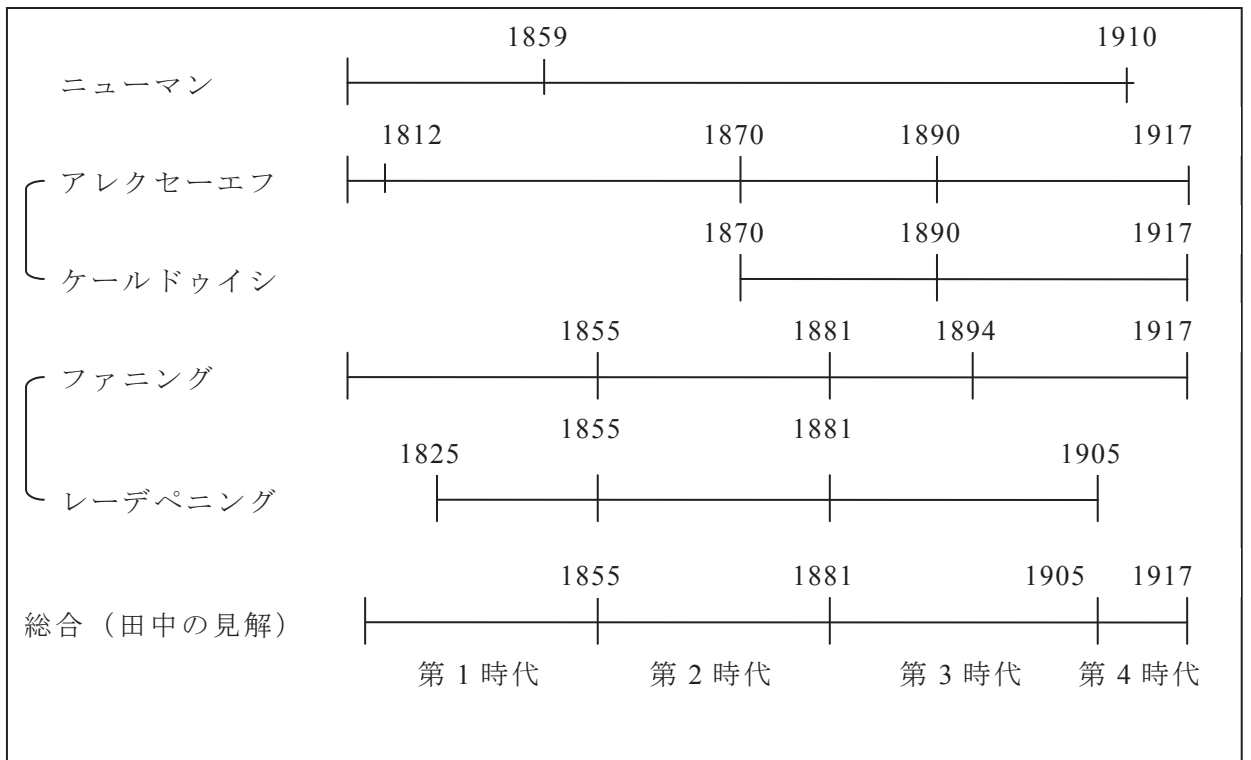 1859 1910
ニューマン
1812 1870 1890 1917
アレクセーエフ
1870 1890 1917
ケールドゥイシ
1855 1881 1894 1917
ファニング
1855 1881
1825 1905
レーデペニング
1855 1881 1905 1917
総合（田中の見解）
第 1 時代 第 2 時代 第 3 時代 第 4 時代